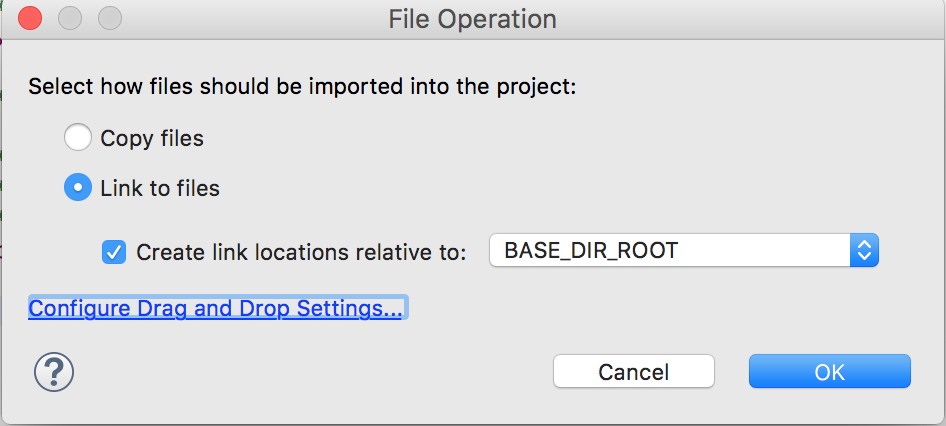 File Operation
Select how files should be imported into the project:
Copy files
Link to files
Create link locations relative to: BASE_DIR_ROOT
Configure Drag and Drop Settings...
? Cancel OK